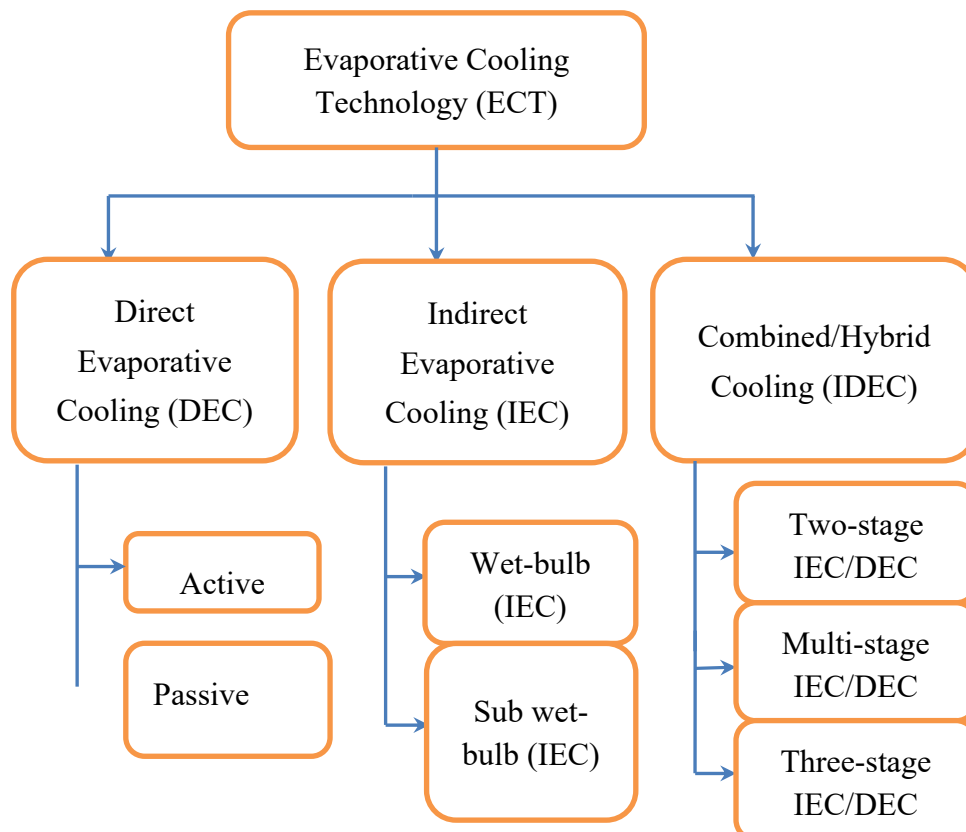 Evaporative Cooling
Technology (ECT)
Direct
Evaporative
Cooling (DEC)
Indirect
Evaporative
Cooling (IEC)
Combined/Hybrid
Cooling (IDEC)
Active
Passive
Wet-bulb
(IEC)
Sub wet-
bulb (IEC)
Two-stage
IEC/DEC
Multi-stage
IEC/DEC
Three-stage
IEC/DEC